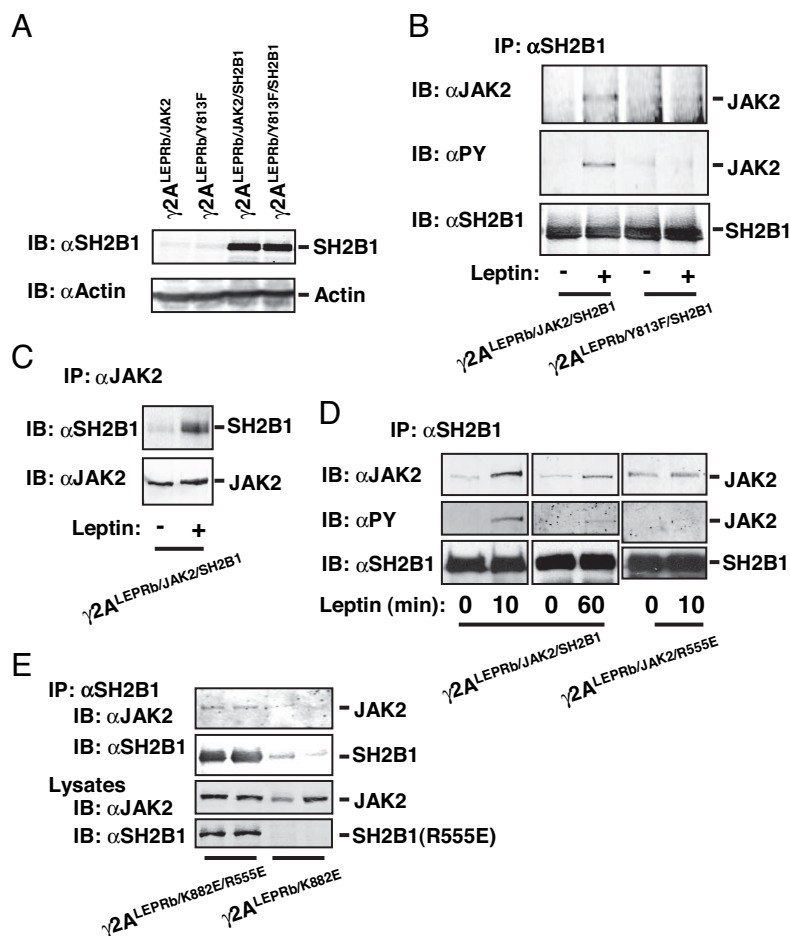 A
γ2ALEPRb/JAK2
γ2ALEPRb/Y813F
γ2ALEPRb/JAK2/SH2B1
γ2ALEPRb/Y813F/SH2B1
IB: αSH2B1
SH2B1
IB: αActin
Actin
B
IP: αSH2B1
IB: αJAK2
JAK2
IB: αPY
JAK2
IB: αSH2B1
SH2B1
Leptin: - + - +
γ2ALEPRb/JAK2/SH2B1
γ2ALEPRb/Y813F/SH2B1
C
IP: αJAK2
IB: αSH2B1
SH2B1
IB: αJAK2
JAK2
Leptin: - +
γ2ALEPRb/JAK2/SH2B1
D
IP: αSH2B1
IB: αJAK2
JAK2
IB: αPY
JAK2
IB: αSH2B1
SH2B1
Leptin (min): 0 10 0 60 0 10
γ2ALEPRb/JAK2/SH2B1
γ2ALEPRb/JAK2/R555E
E
IP: αSH2B1
IB: αJAK2
JAK2
IB: αSH2B1
SH2B1
Lysates
IB: αJAK2
JAK2
IB: αSH2B1
SH2B1(R555E)
γ2ALEPRb/K882E/R555E
γ2ALEPRb/K882E